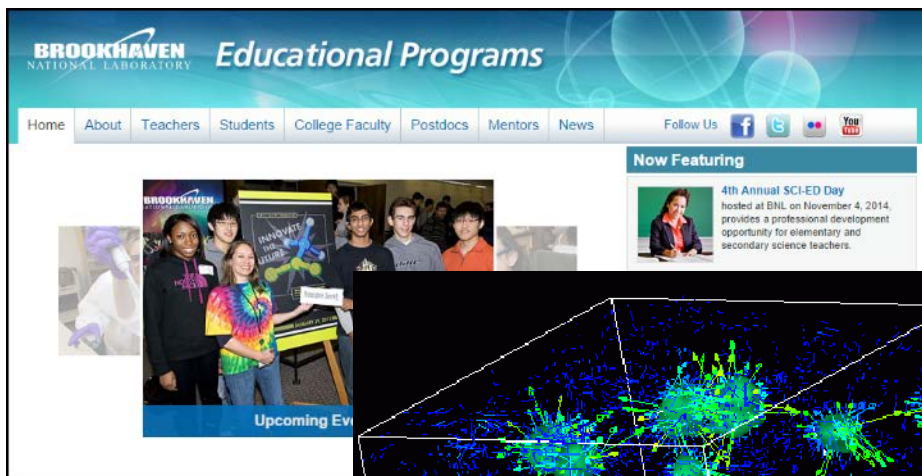 BROOKHAVEN
NATIONAL LABORATORY
Educational Programs
Home About Teachers Students College Faculty Postdocs Mentors News Follow Us
You
Tube
Now Featuring
4th Annual SCI-ED Day
hosted at BNL on November 4, 2014,
provides a professional development
opportunity for elementary and
secondary science teachers.
BROOKHAVEN
INNOVATE
THE
FUTURE
Upcoming Eve